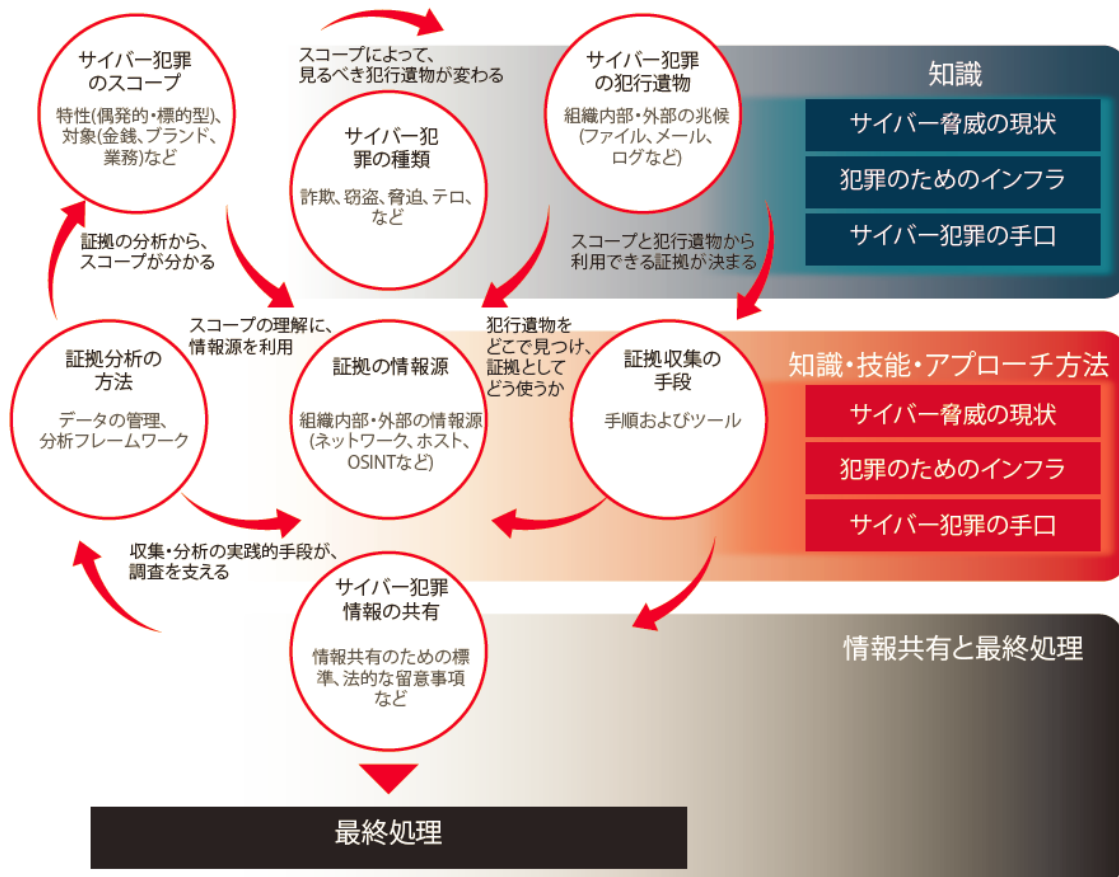 サイバー犯罪
のスコープ
特性(偶発的・標的型)、
対象(金銭、ブランド、
業務)など
スコープによって、
見るべき犯行遺物が変わる
サイバー犯
罪の種類
詐欺、窃盗、脅迫、テロ、
など
サイバー犯罪
の犯行遺物
組織内部・外部の兆候
(ファイル、メール、
ログなど)
知識
サイバー脅威の現状
犯罪のためのインフラ
サイバー犯罪の手口
証拠の分析から、
スコープが分かる
スコープと犯行遺物から
利用できる証拠が決まる
スコープの理解に、
情報源を利用
犯行遺物を
どこで見つけ、
証拠として
どう使うか
証拠分析の
方法
データの管理、
分析フレームワーク
証拠の情報源
組織内部・外部の情報源
(ネットワーク、ホスト、
OSINTなど)
証拠収集の
手段
手順およびツール
知識・技能・アプローチ方法
サイバー脅威の現状
犯罪のためのインフラ
サイバー犯罪の手口
収集・分析の実践的手段が、
調査を支える
サイバー犯罪
情報の共有
情報共有のための標
準、法的な留意事項
など
情報共有と最終処理
最終処理